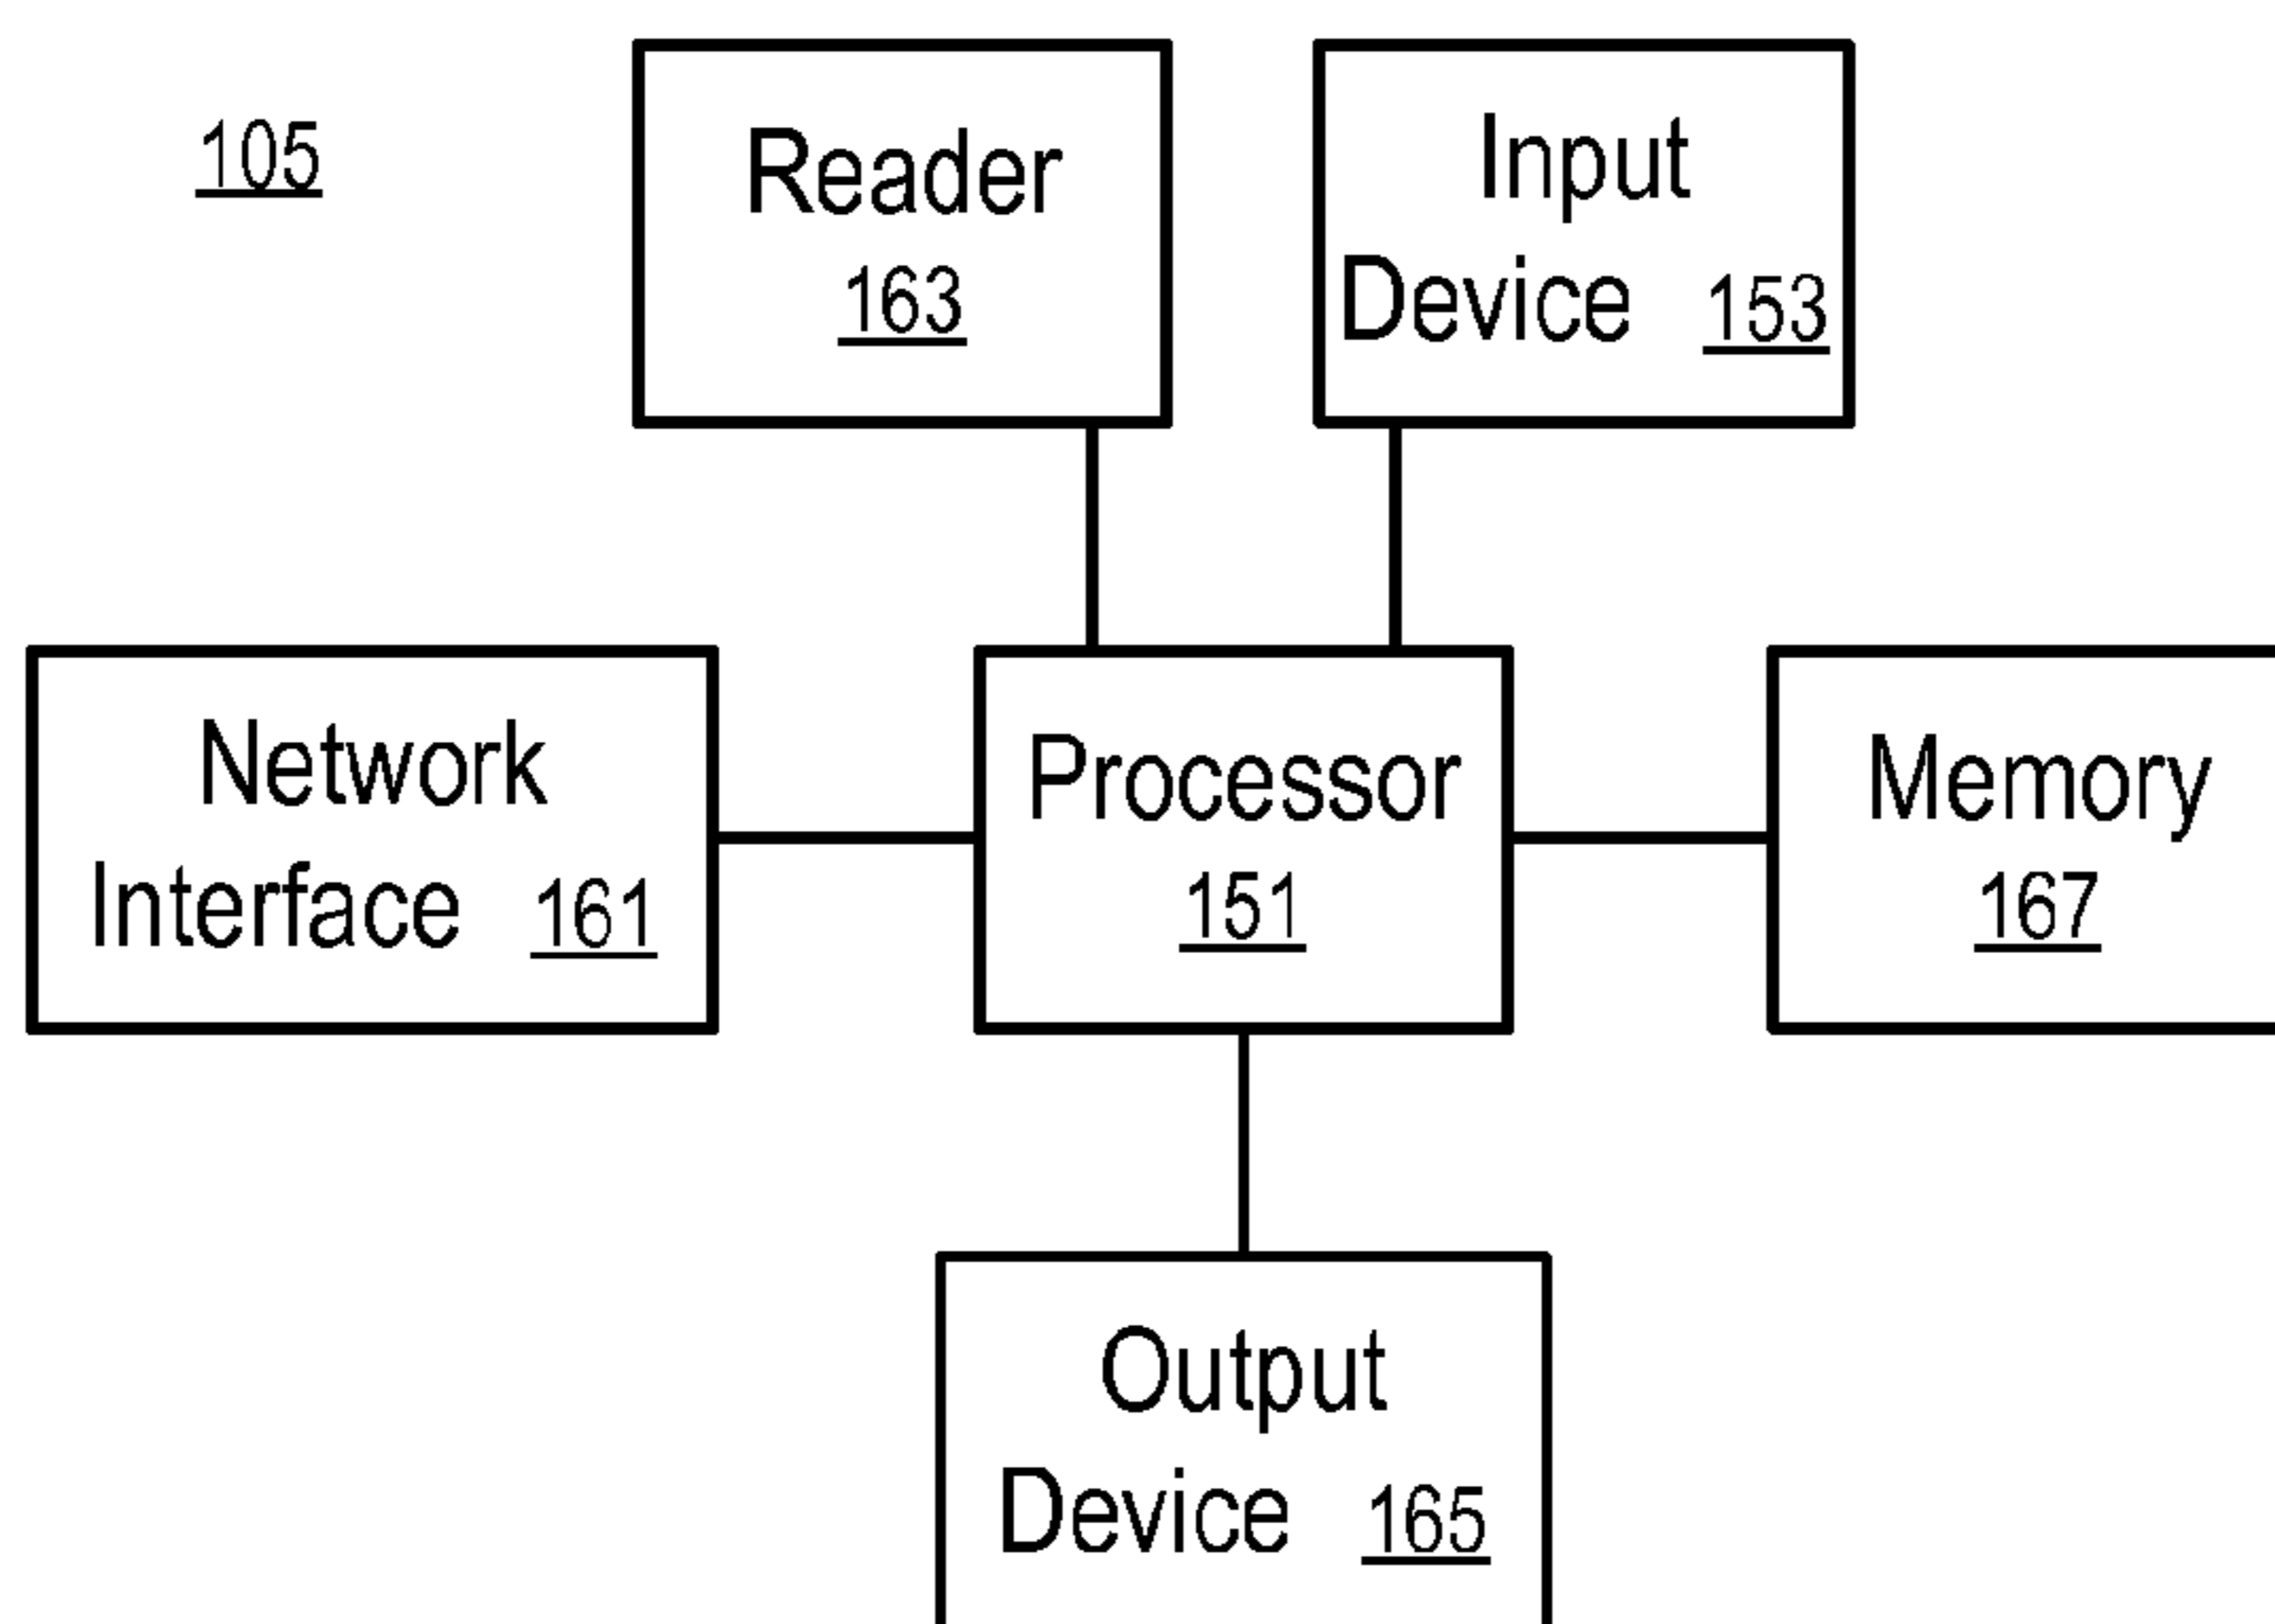 105
Reader
163
Input
Device 153
Network
Interface 161
Processor
151
Memory
167
Output
Device 165